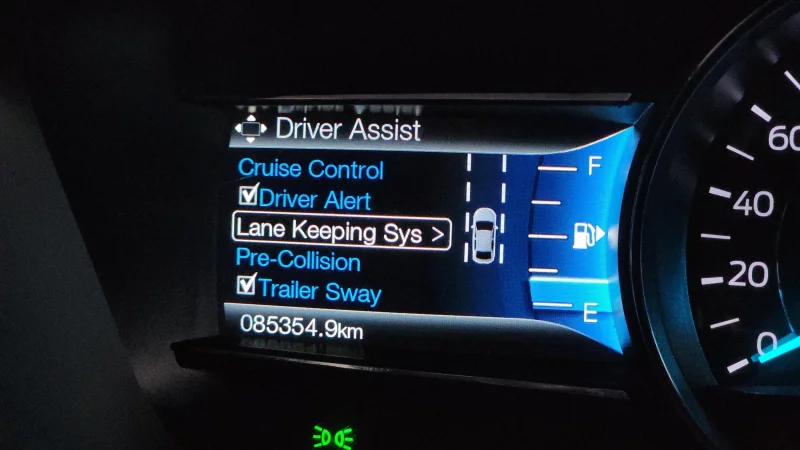 Driver Assist
Cruise Control
Driver Alert
Lane Keeping Sys >
Pre-Collision
Trailer Sway
085354.9km
F
E
60
40
20
0